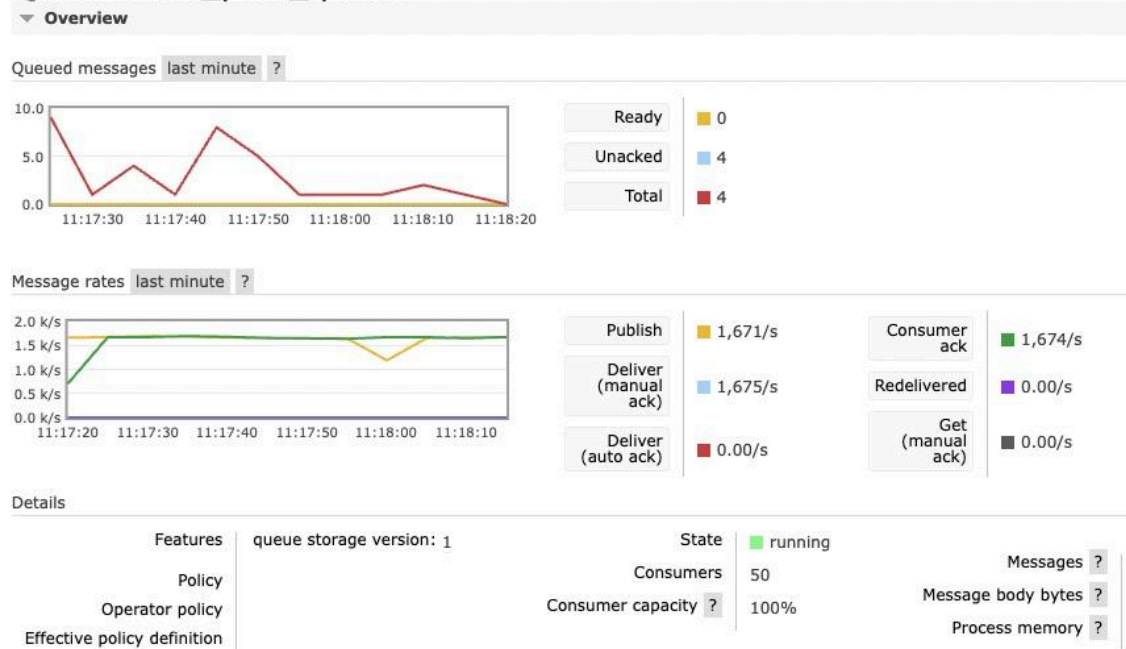 Overview
Queued messages last minute ?
10.0
5.0
0.0
11:17:30 11:17:40 11:17:50 11:18:00 11:18:10 11:18:20
Ready 0
Unacked 4
Total 4
Message rates last minute ?
2.0 k/s
1.5 k/s
1.0 k/s
0.5 k/s
0.0 k/s
11:17:20 11:17:30 11:17:40 11:17:50 11:18:00 11:18:10
Publish 1,671/s
Deliver
(manual
ack) 1,675/s
Deliver
(auto ack) 0.00/s
Consumer
ack 1,674/s
Redelivered 0.00/s
Get
(manual
ack) 0.00/s
Details
Features queue storage version: 1
Policy
Operator policy
Effective policy definition
State running
Consumers 50
Consumer capacity ? 100%
Messages ?
Message body bytes ?
Process memory ?